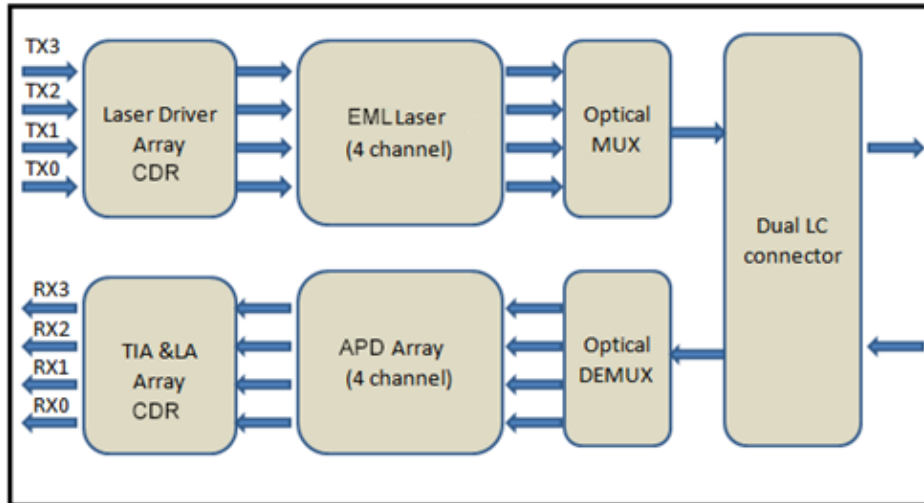 TX3
TX2
TX1
TX0
Laser Driver
Array
CDR
EML Laser
(4 channel)
Optical
MUX
Dual LC
connector
RX3
RX2
RX1
RX0
TIA &LA
Array
CDR
APD Array
(4 channel)
Optical
DEMUX